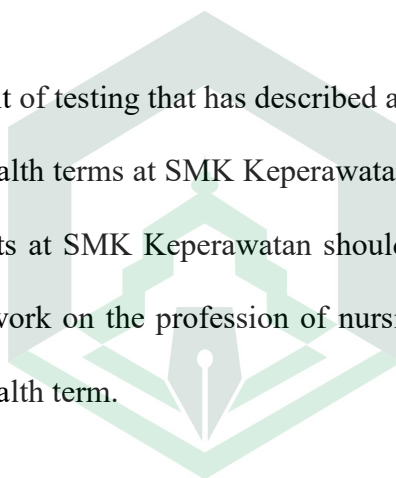 t of testing that has described a
alth terms at SMK Keperawata
ts at SMK Keperawatan should
work on the profession of nursi
alth term.